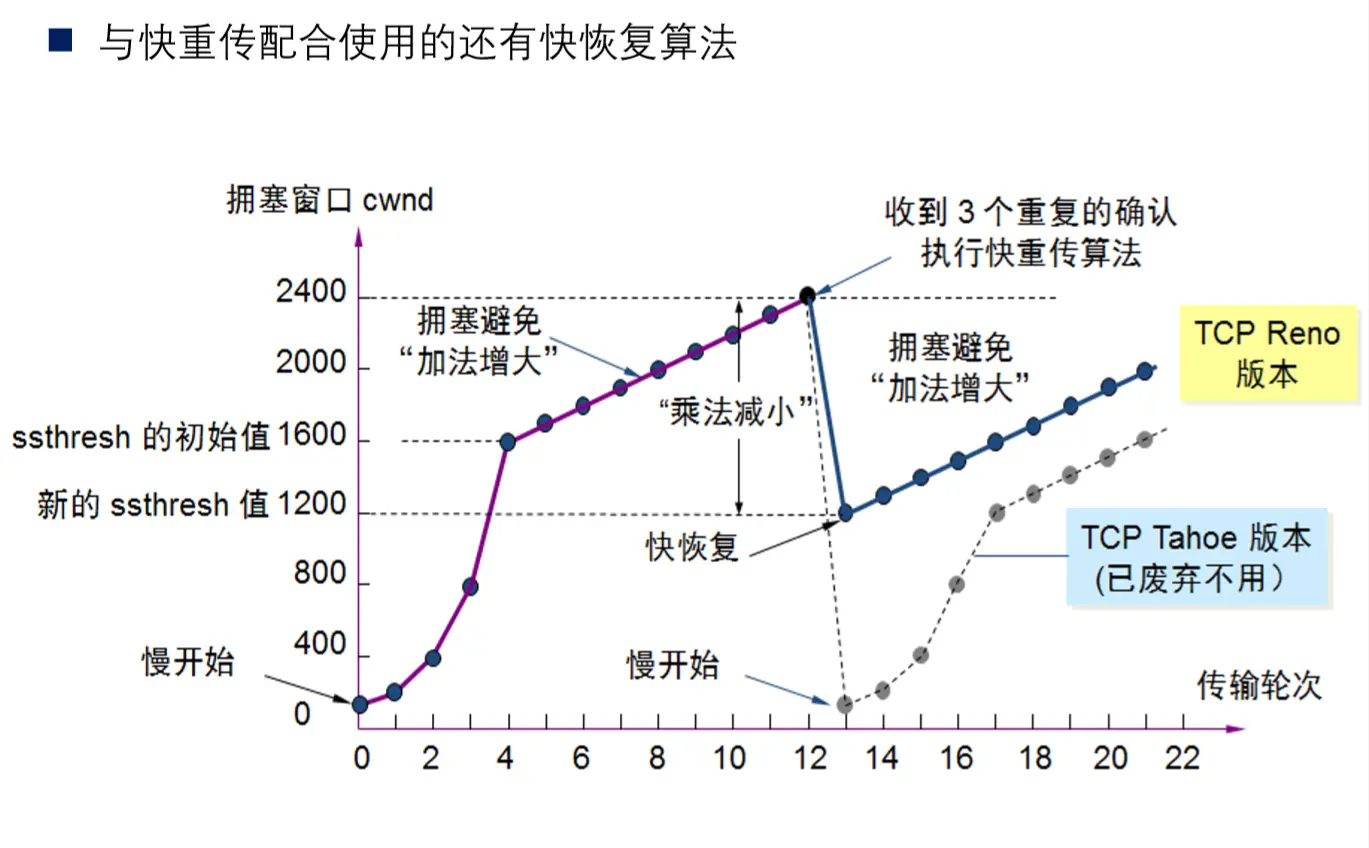 与快重传配合使用的还有快恢复算法
拥塞窗口 cwnd
收到 3 个重复的确认
执行快重传算法
2400
拥塞避免
“加法增大”
TCP Reno
版本
拥塞避免
“加法增大”
2000
“乘法减小”
ssthresh 的初始值 1600
新的 ssthresh 值 1200
快恢复
TCP Tahoe 版本
(已废弃不用）
800
400
慢开始
慢开始
传输轮次
0
0 2 4 6 8 10 12 14 16 18 20 22